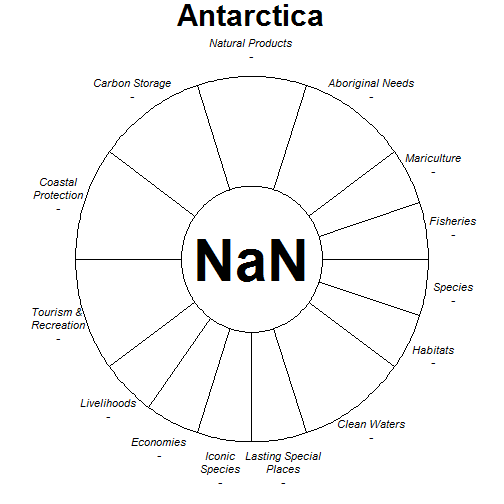 Antarctica
Natural Products
-
Carbon Storage
-
Aboriginal Needs
-
Mariculture
-
Coastal
Protection
-
Fisheries
-
NaN
Species
-
Tourism &
Recreation
-
Habitats
-
Livelihoods
-
Clean Waters
-
Economies
-
Iconic
Species
-
Lasting Special
Places
-